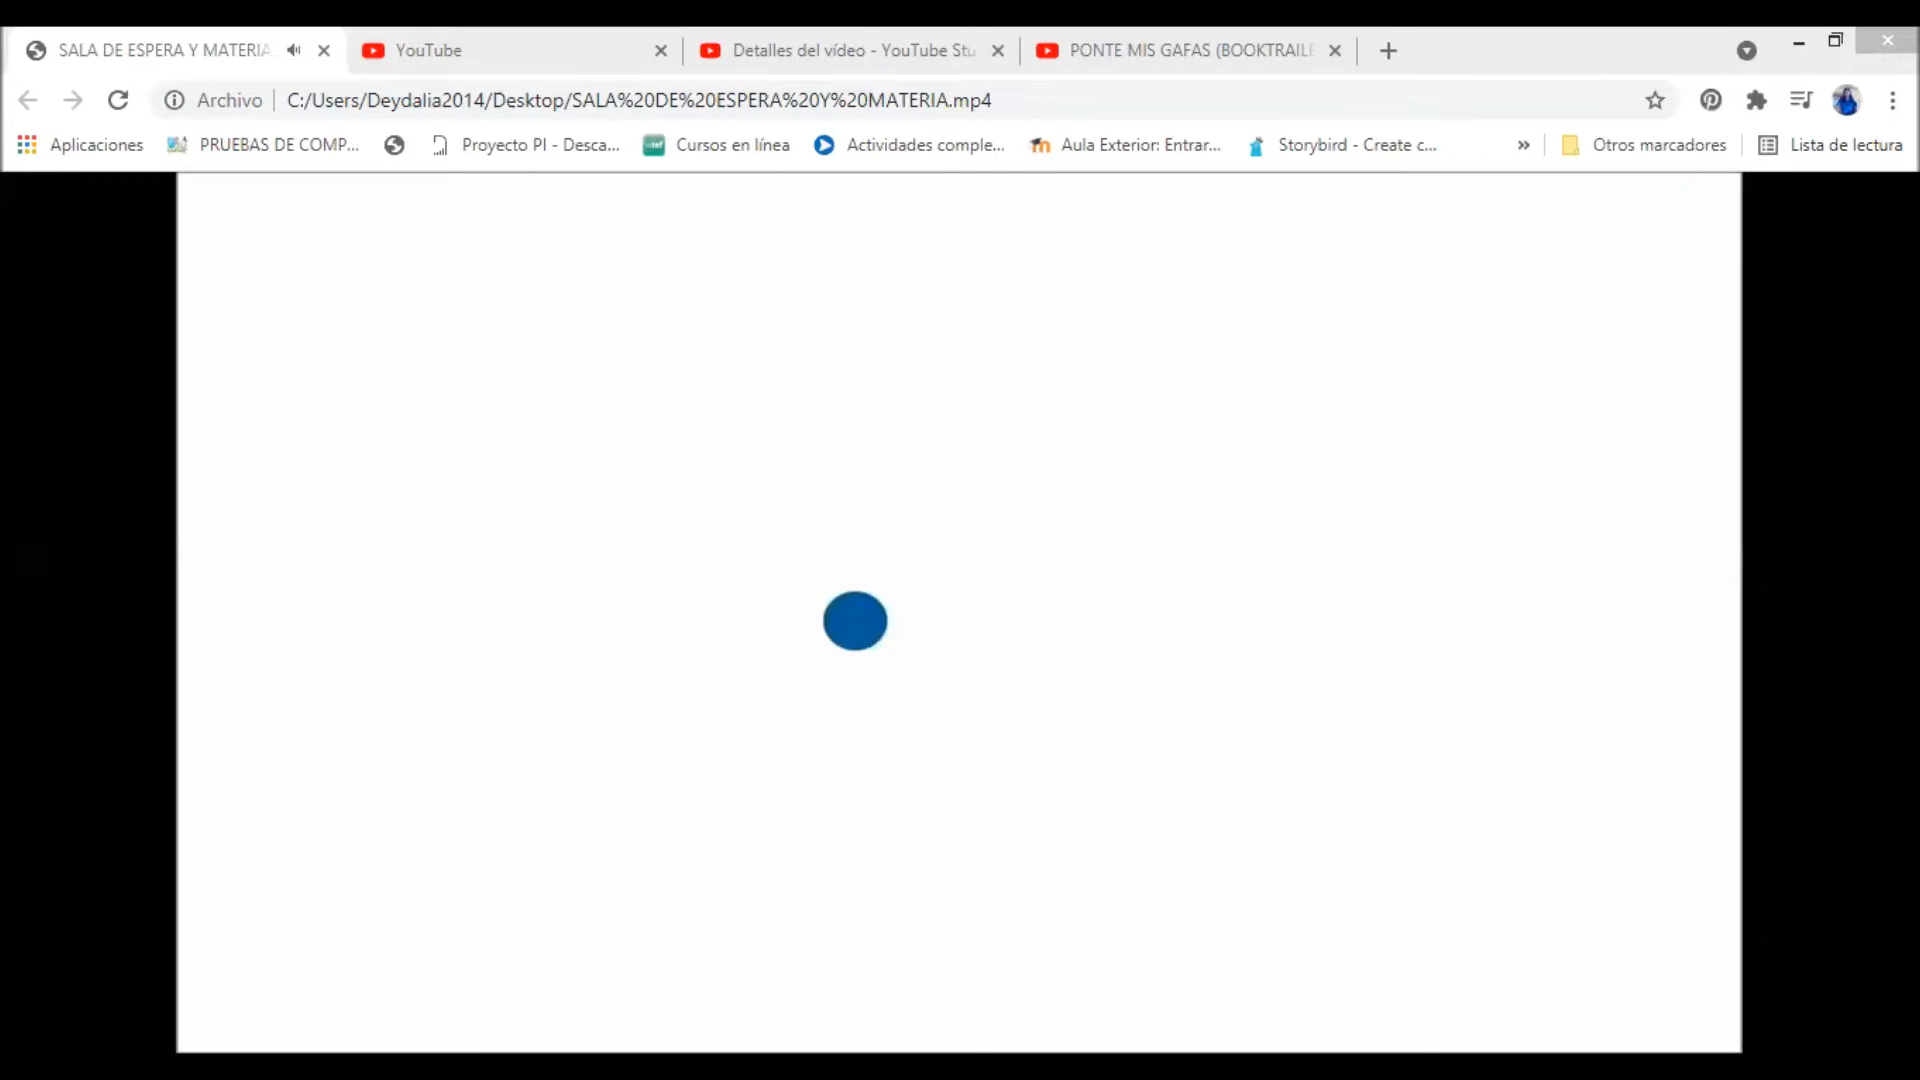 SALA DE ESPERA Y MATERIA
YouTube
Detalles del vídeo - YouTube Stu
PONTE MIS GAFAS (BOOKTRAILE
Archivo
C:/Users/Deydalia2014/Desktop/SALA%20DE%20ESPERA%20Y%20MATERIA.mp4
Aplicaciones
PRUEBAS DE COMP...
Proyecto PI - Desca...
Cursos en línea
Actividades comple...
Aula Exterior: Entrar...
Storybird - Create c...
»
Otros marcadores
Lista de lectura